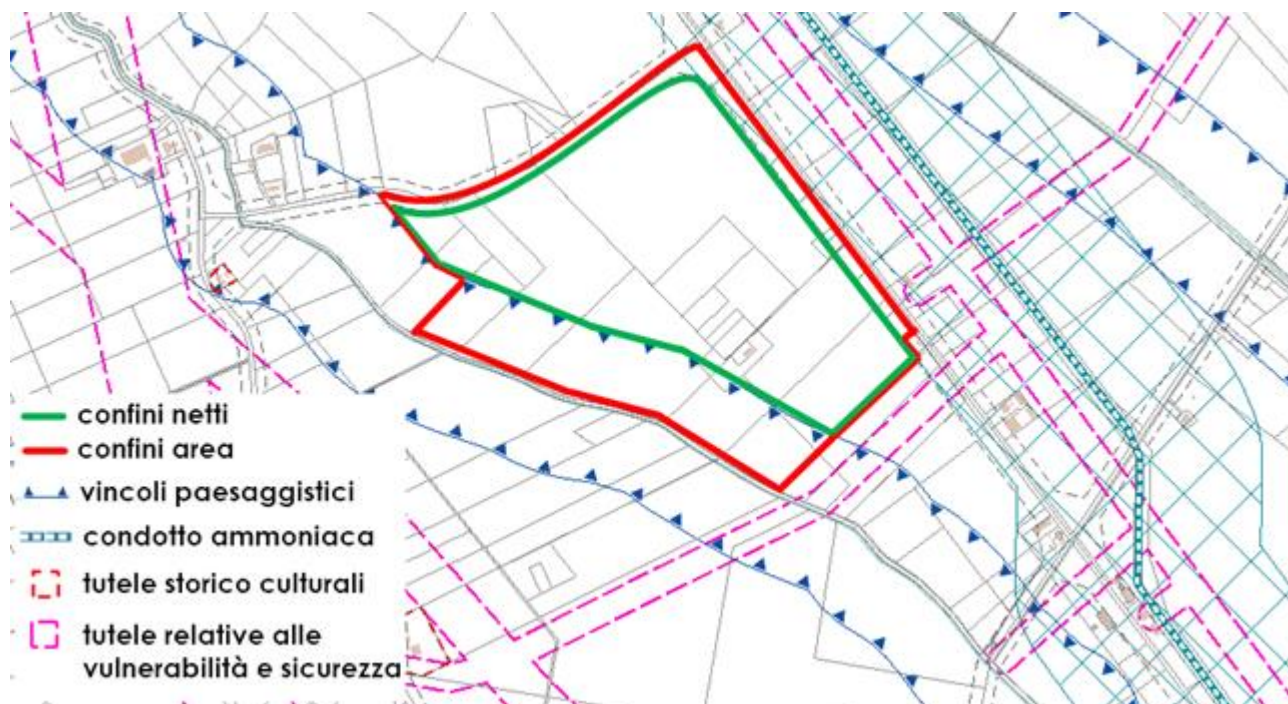 confini netti
confini area
vincoli paesaggistici
condotto ammoniaca
tutele storico culturali
tutele relative alle
vulnerabilità e sicurezza